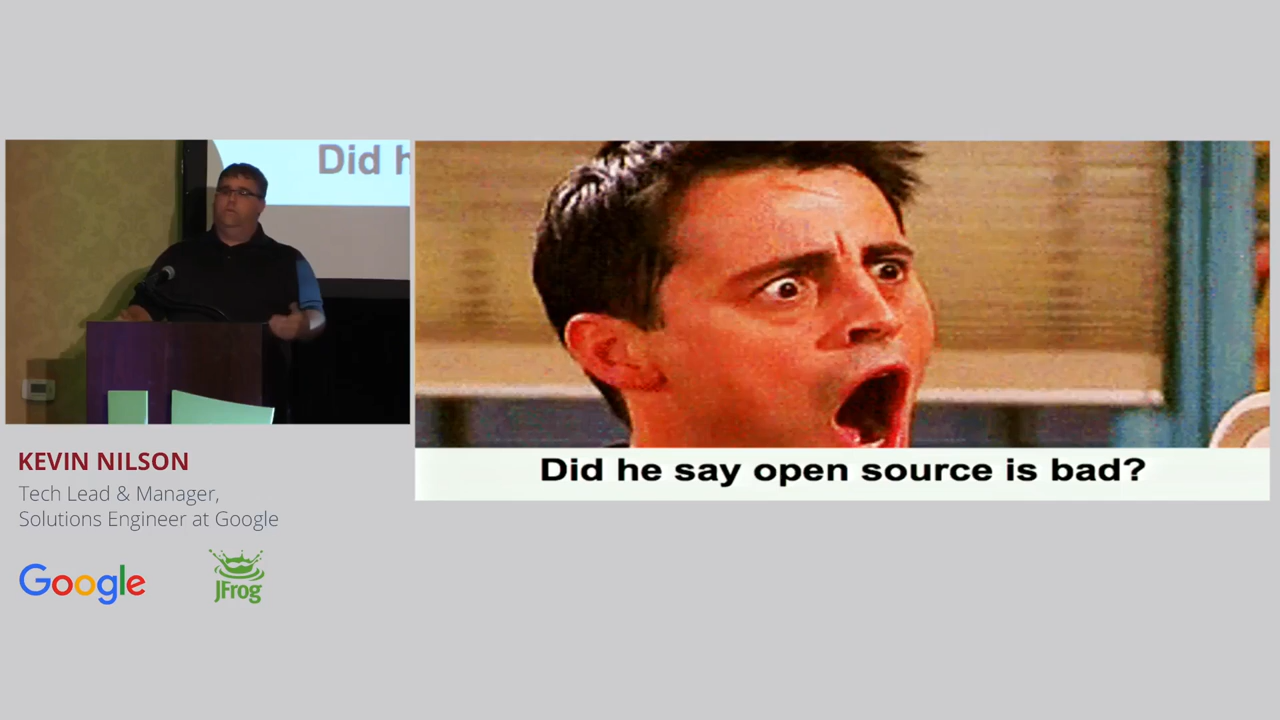 Did h
KEVIN NILSON
Tech Lead & Manager,
Solutions Engineer at Google
Google
JFrog
Did he say open source is bad?